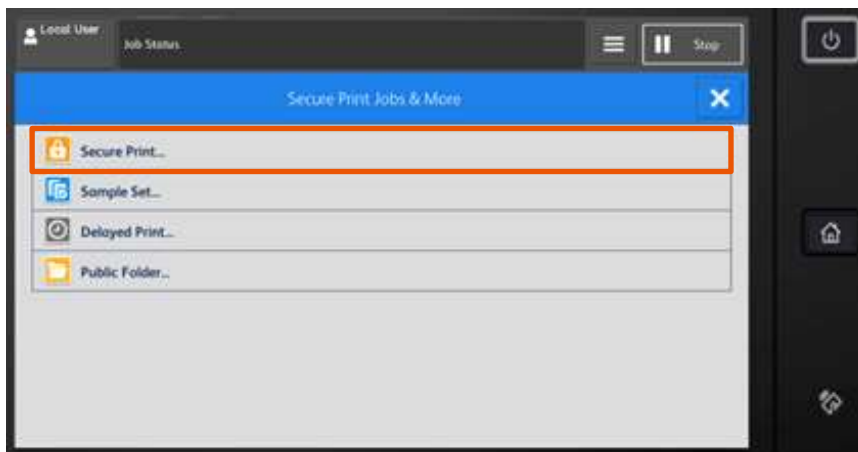 Local User
Job Status
Stop
Secure Print Jobs & More
Secure Print...
Sample Set...
Delayed Print...
Public Folder...